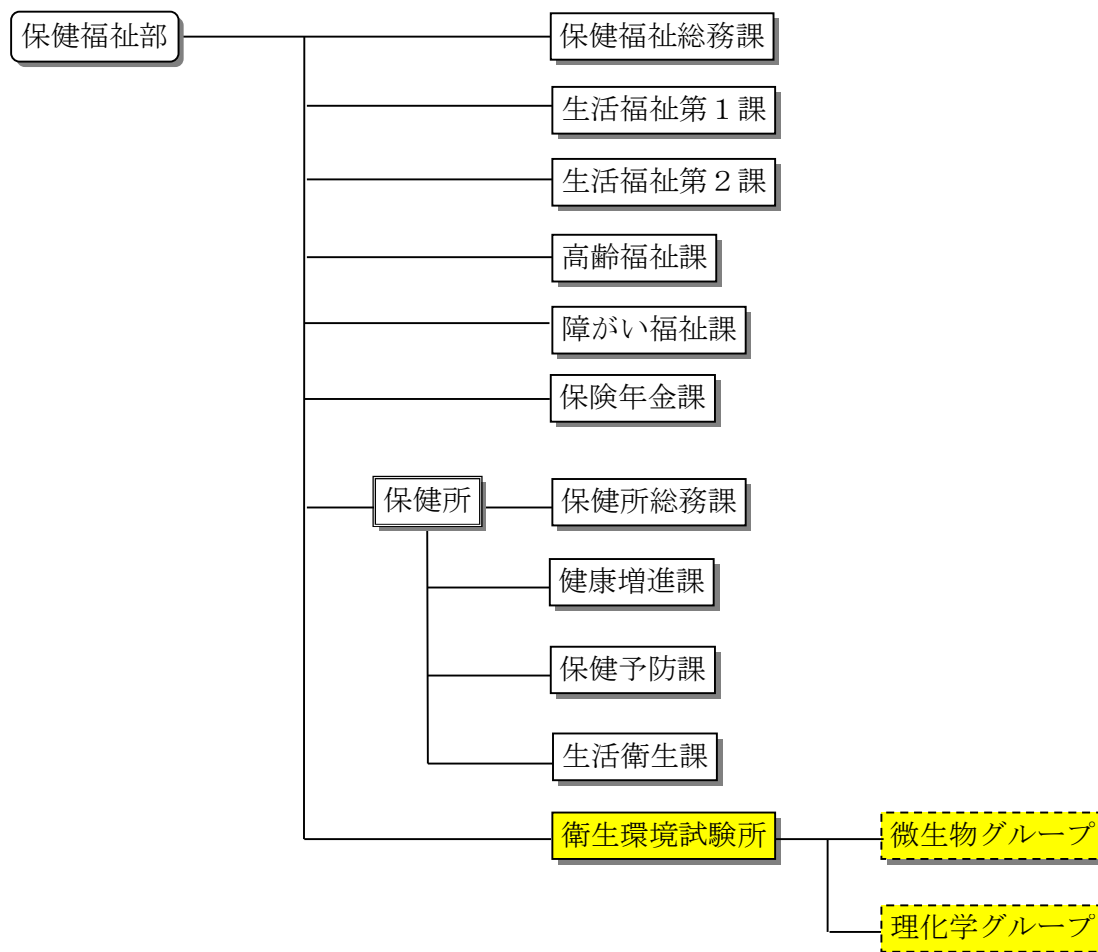 保健福祉部
保健福祉総務課
生活福祉第１課
生活福祉第２課
高齢福祉課
障がい福祉課
保険年金課
保健所
保健所総務課
健康増進課
保健予防課
生活衛生課
衛生環境試験所
微生物グループ
理化学グループ